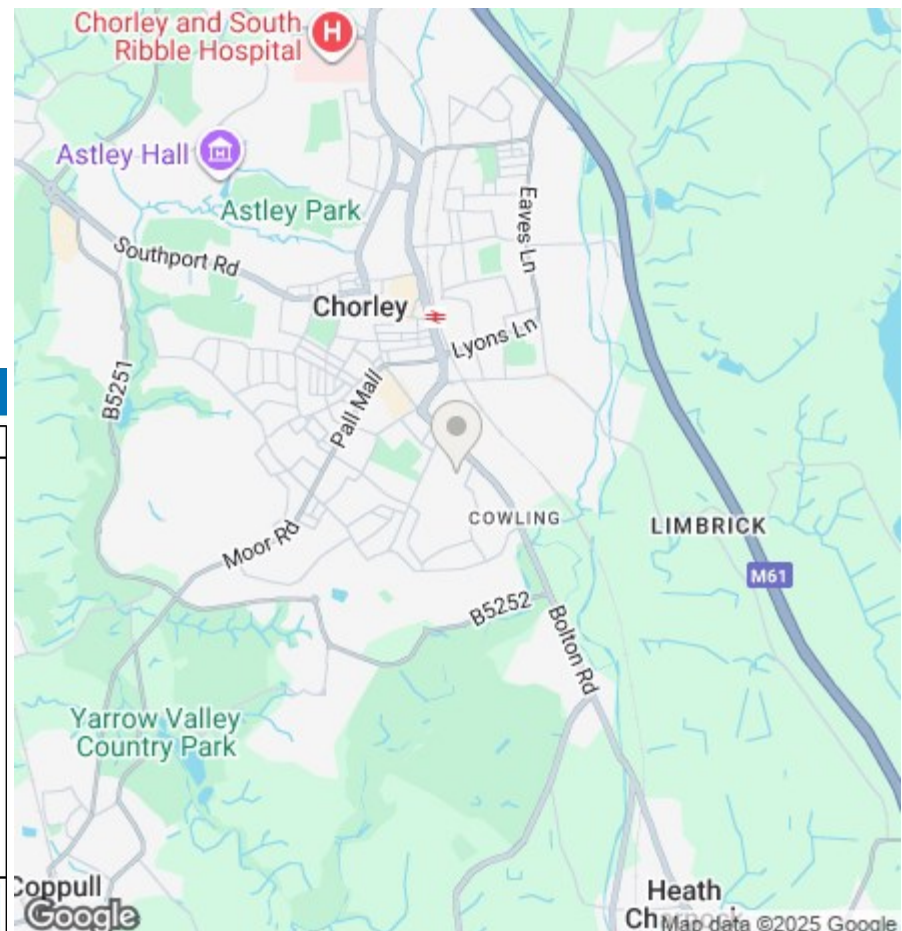 Chorley and South
Ribble Hospital
H
Astley Hall
Astley Park
Eaves Ln
Southport Rd
Chorley
Lyons Ln
B5251
Pall Mall
COWLING
LIMBRICK
Moor Rd
M61
B5252
Bolton Rd
Yarrow Valley
Country Park
Coppull
Heath
Google
Map data ©2025 Google